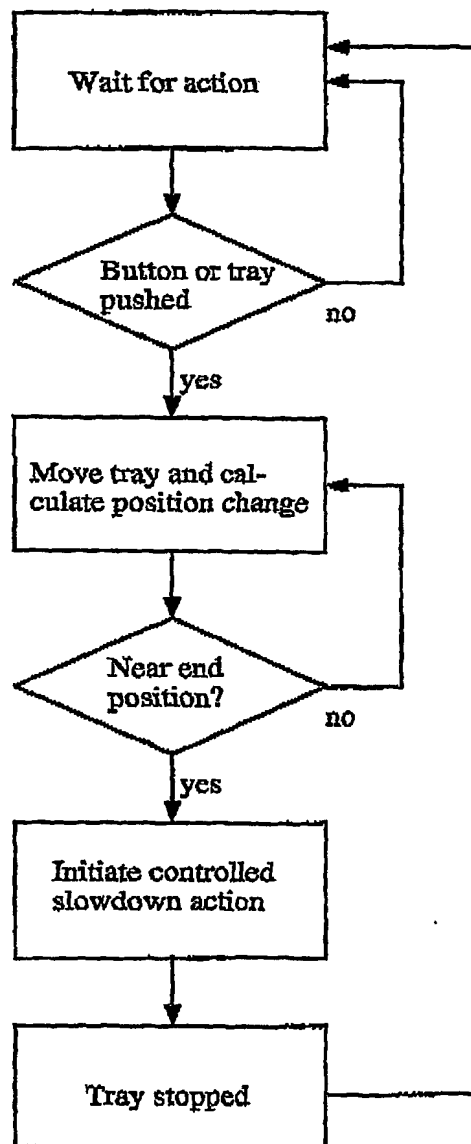 Wait for action
Button or tray
pushed
no
yes
Move tray and cal-
culate position change
Near end
position?
no
yes
Initiate controlled
slowdown action
Tray stopped